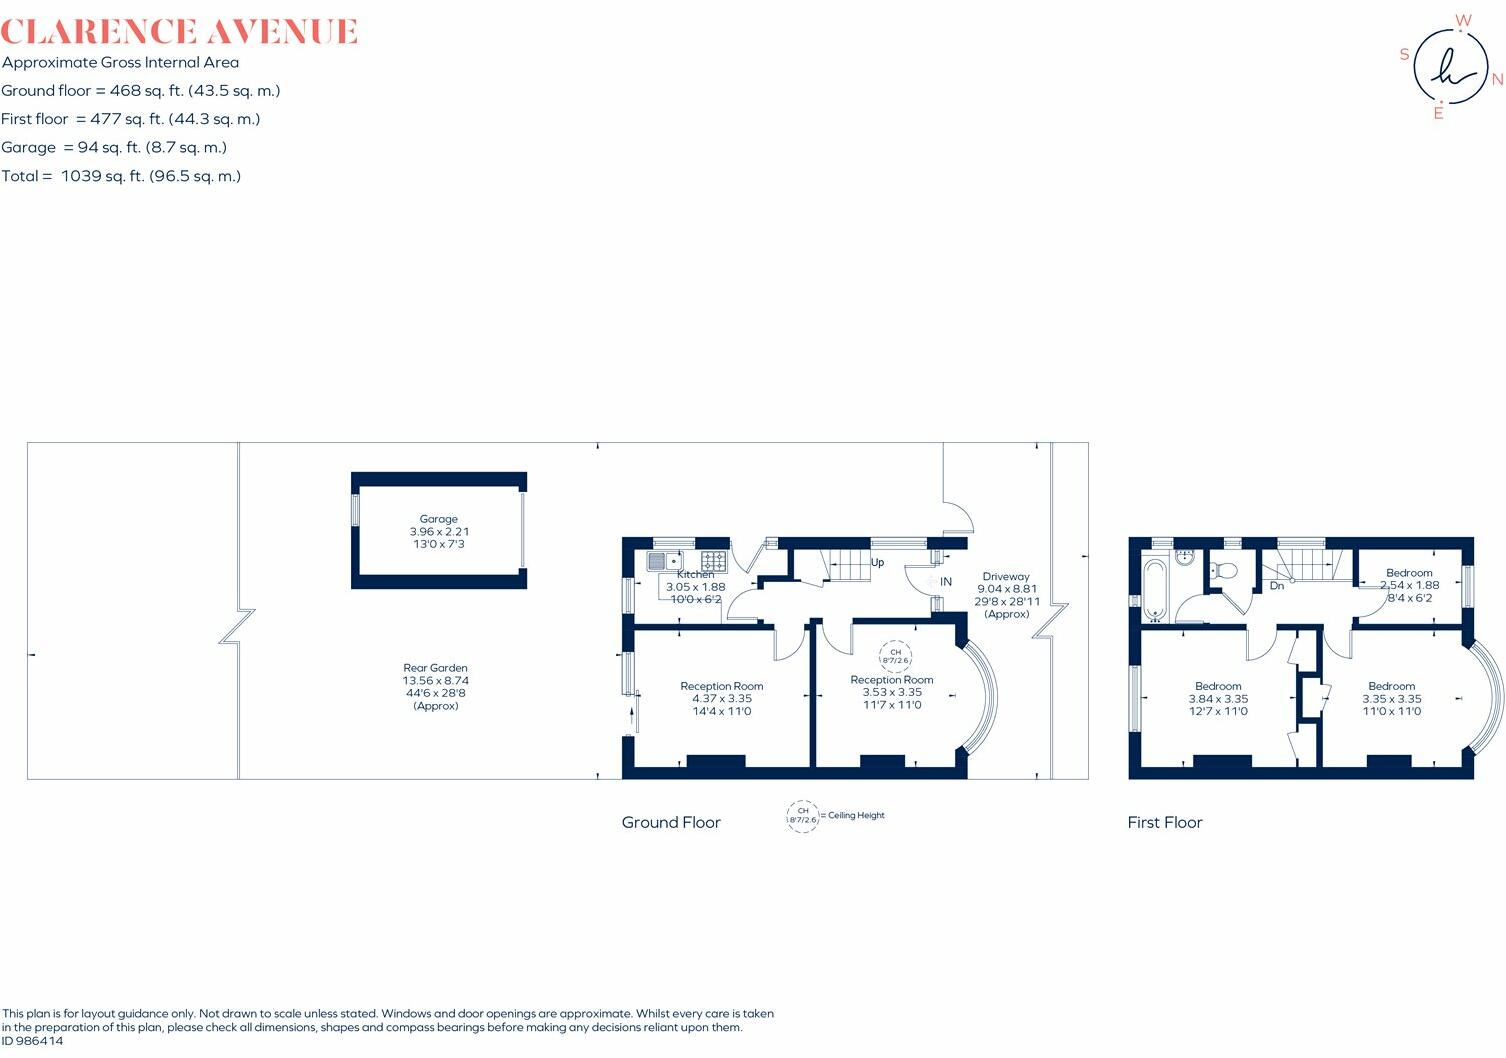 CLARENCE AVENUE
Approximate Gross Internal Area
Ground floor = 468 sq. ft. (43.5 sq. m.)
First floor = 477 sq. ft. (44.3 sq. m.)
Garage = 94 sq. ft. (8.7 sq. m.)
Total = 1039 sq. ft. (96.5 sq. m.)
W
S
N
E
Garage
3.96 x 2.21
13'0 x 7'3
Rear Garden
13.56 x 8.74
44'6 x 28'8
(Approx)
Kitchen
3.05 x 1.88
10'0 x 6'2
Up
IN
Driveway
9.04 x 8.81
29'8 x 28'11
(Approx)
Reception Room
4.37 x 3.35
14'4 x 11'0
CH
8'7/2.6
Reception Room
3.53 x 3.35
11'7 x 11'0
Dn
Bedroom
2.54 x 1.88
8'4 x 6'2
Bedroom
3.84 x 3.35
12'7 x 11'0
Bedroom
3.35 x 3.35
11'0 x 11'0
Ground Floor
CH
8'7/2.6
= Ceiling Height
First Floor
This plan is for layout guidance only. Not drawn to scale unless stated. Windows and door openings are approximate. Whilst every care is taken
in the preparation of this plan, please check all dimensions, shapes and compass bearings before making any decisions reliant upon them.
ID 986414